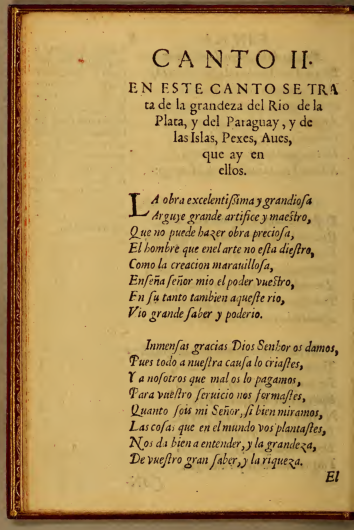 CANTO II.
EN ESTE CANTO SE TRA
ta de la grandeza del Rio de la
Plata, y del Paraguay, y de
las Islas, Pexes, Aues,
que ay en
ellos.
LA obra excelentißima y grandiosa
Arguye grande artifice y maestro,
Que no puede hazer obra preciosa,
El hombre que enel arte no esta diestro,
Como la creacion marauillosa,
Enseña señor mio el poder vuestro,
En su tanto tambien aqueste rio,
Vio grande saber y poderio.
Inmensas gracias Dios Senhor os damos,
Pues todo a nuestra causa lo criastes,
Y a nosotros que mal os lo pagamos,
Para vuestro seruicio nos formastes,
Quanto sois mi Señor, si bien miramos,
Las cosas que en el mundo vos plantastes,
Nos da bien a entender, y la grandeza,
De vuestro gran saber, y la riqueza.
El